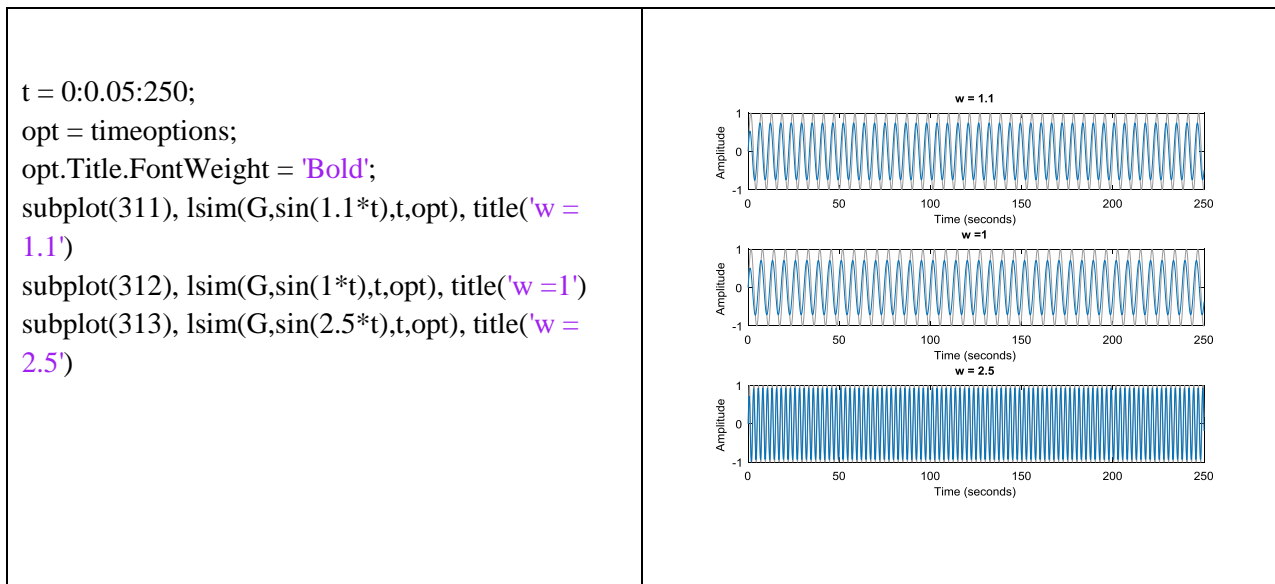 t = 0:0.05:250;
opt = timeoptions;
opt.Title.FontWeight = 'Bold';
subplot(311), lsim(G,sin(1.1*t),t,opt), title('w =
1.1')
subplot(312), lsim(G,sin(1*t),t,opt), title('w =1')
subplot(313), lsim(G,sin(2.5*t),t,opt), title('w =
2.5')
w = 1.1
Amplitude
1
0
-1
0 50 100 150 200 250
Time (seconds)
w =1
Amplitude
1
0
-1
0 50 100 150 200 250
Time (seconds)
w = 2.5
Amplitude
1
0
-1
0 50 100 150 200 250
Time (seconds)